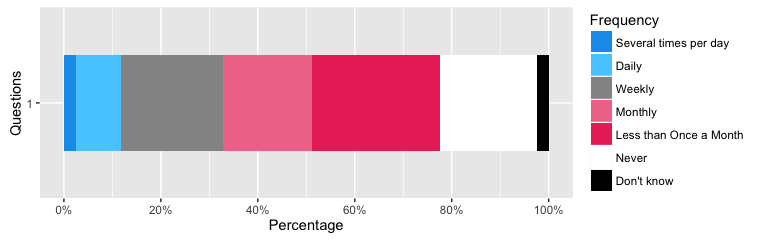 Frequency
Several times per day
Daily
Weekly
Monthly
Less than Once a Month
Never
Don't know
Questions
1
0%
20%
40%
60%
80%
100%
Percentage